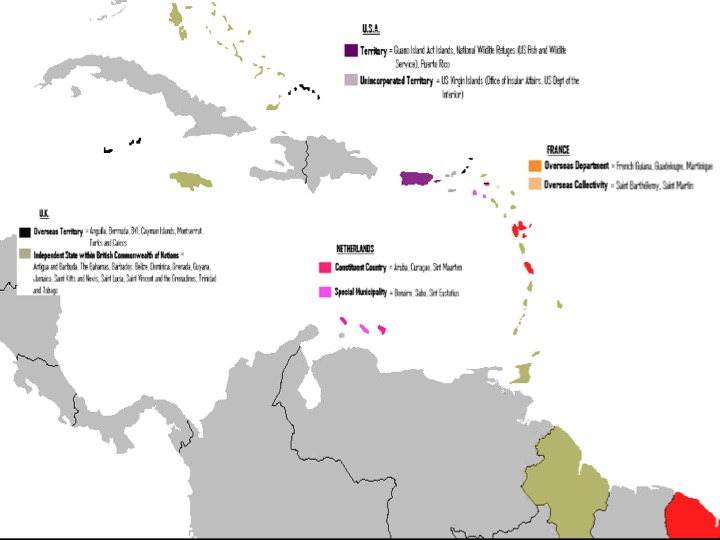 U.S.A.
Territory = Guano Island Act Islands, National Wildlife Refuges (US Fish and Wildlife
Service), Puerto Rico
Unincorporated Territory = US Virgin Islands (Office of Insular Affairs, US Dept of the
Interior)
FRANCE
Overseas Department = French Guiana, Guadeloupe, Martinique
Overseas Collectivity = Saint Barthélemy, Saint Martin
U.K.
Overseas Territory = Anguilla, Bermuda, BVI, Cayman Islands, Montserrat,
Turks and Caicos
Independent State within British Commonwealth of Nations =
Antigua and Barbuda, The Bahamas, Barbados, Belize, Dominica, Grenada, Guyana,
Jamaica, Saint Kitts and Nevis, Saint Lucia, Saint Vincent and the Grenadines, Trinidad
and Tobago
NETHERLANDS
Constituent Country = Aruba, Curaçao, Sint Maarten
Special Municipality = Bonaire, Saba, Sint Eustatius